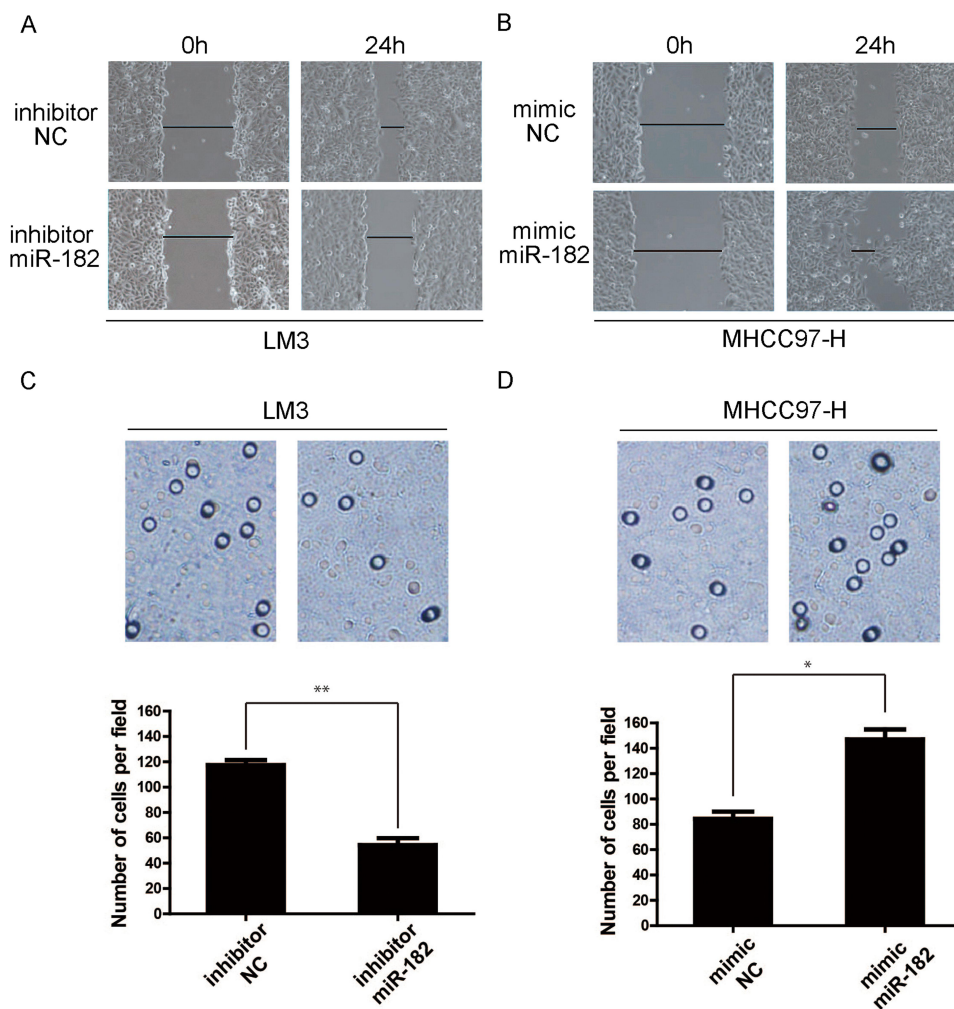 A
0h
24h
inhibitor
NC
inhibitor
miR-182
LM3
B
0h
24h
mimic
NC
mimic
miR-182
MHCC97-H
C
LM3
**
Number of cells per field
160
140
120
100
80
60
40
20
0
inhibitor
NC
inhibitor
miR-182
D
MHCC97-H
*
Number of cells per field
160
140
120
100
80
60
40
20
0
mimic
NC
mimic
miR-182